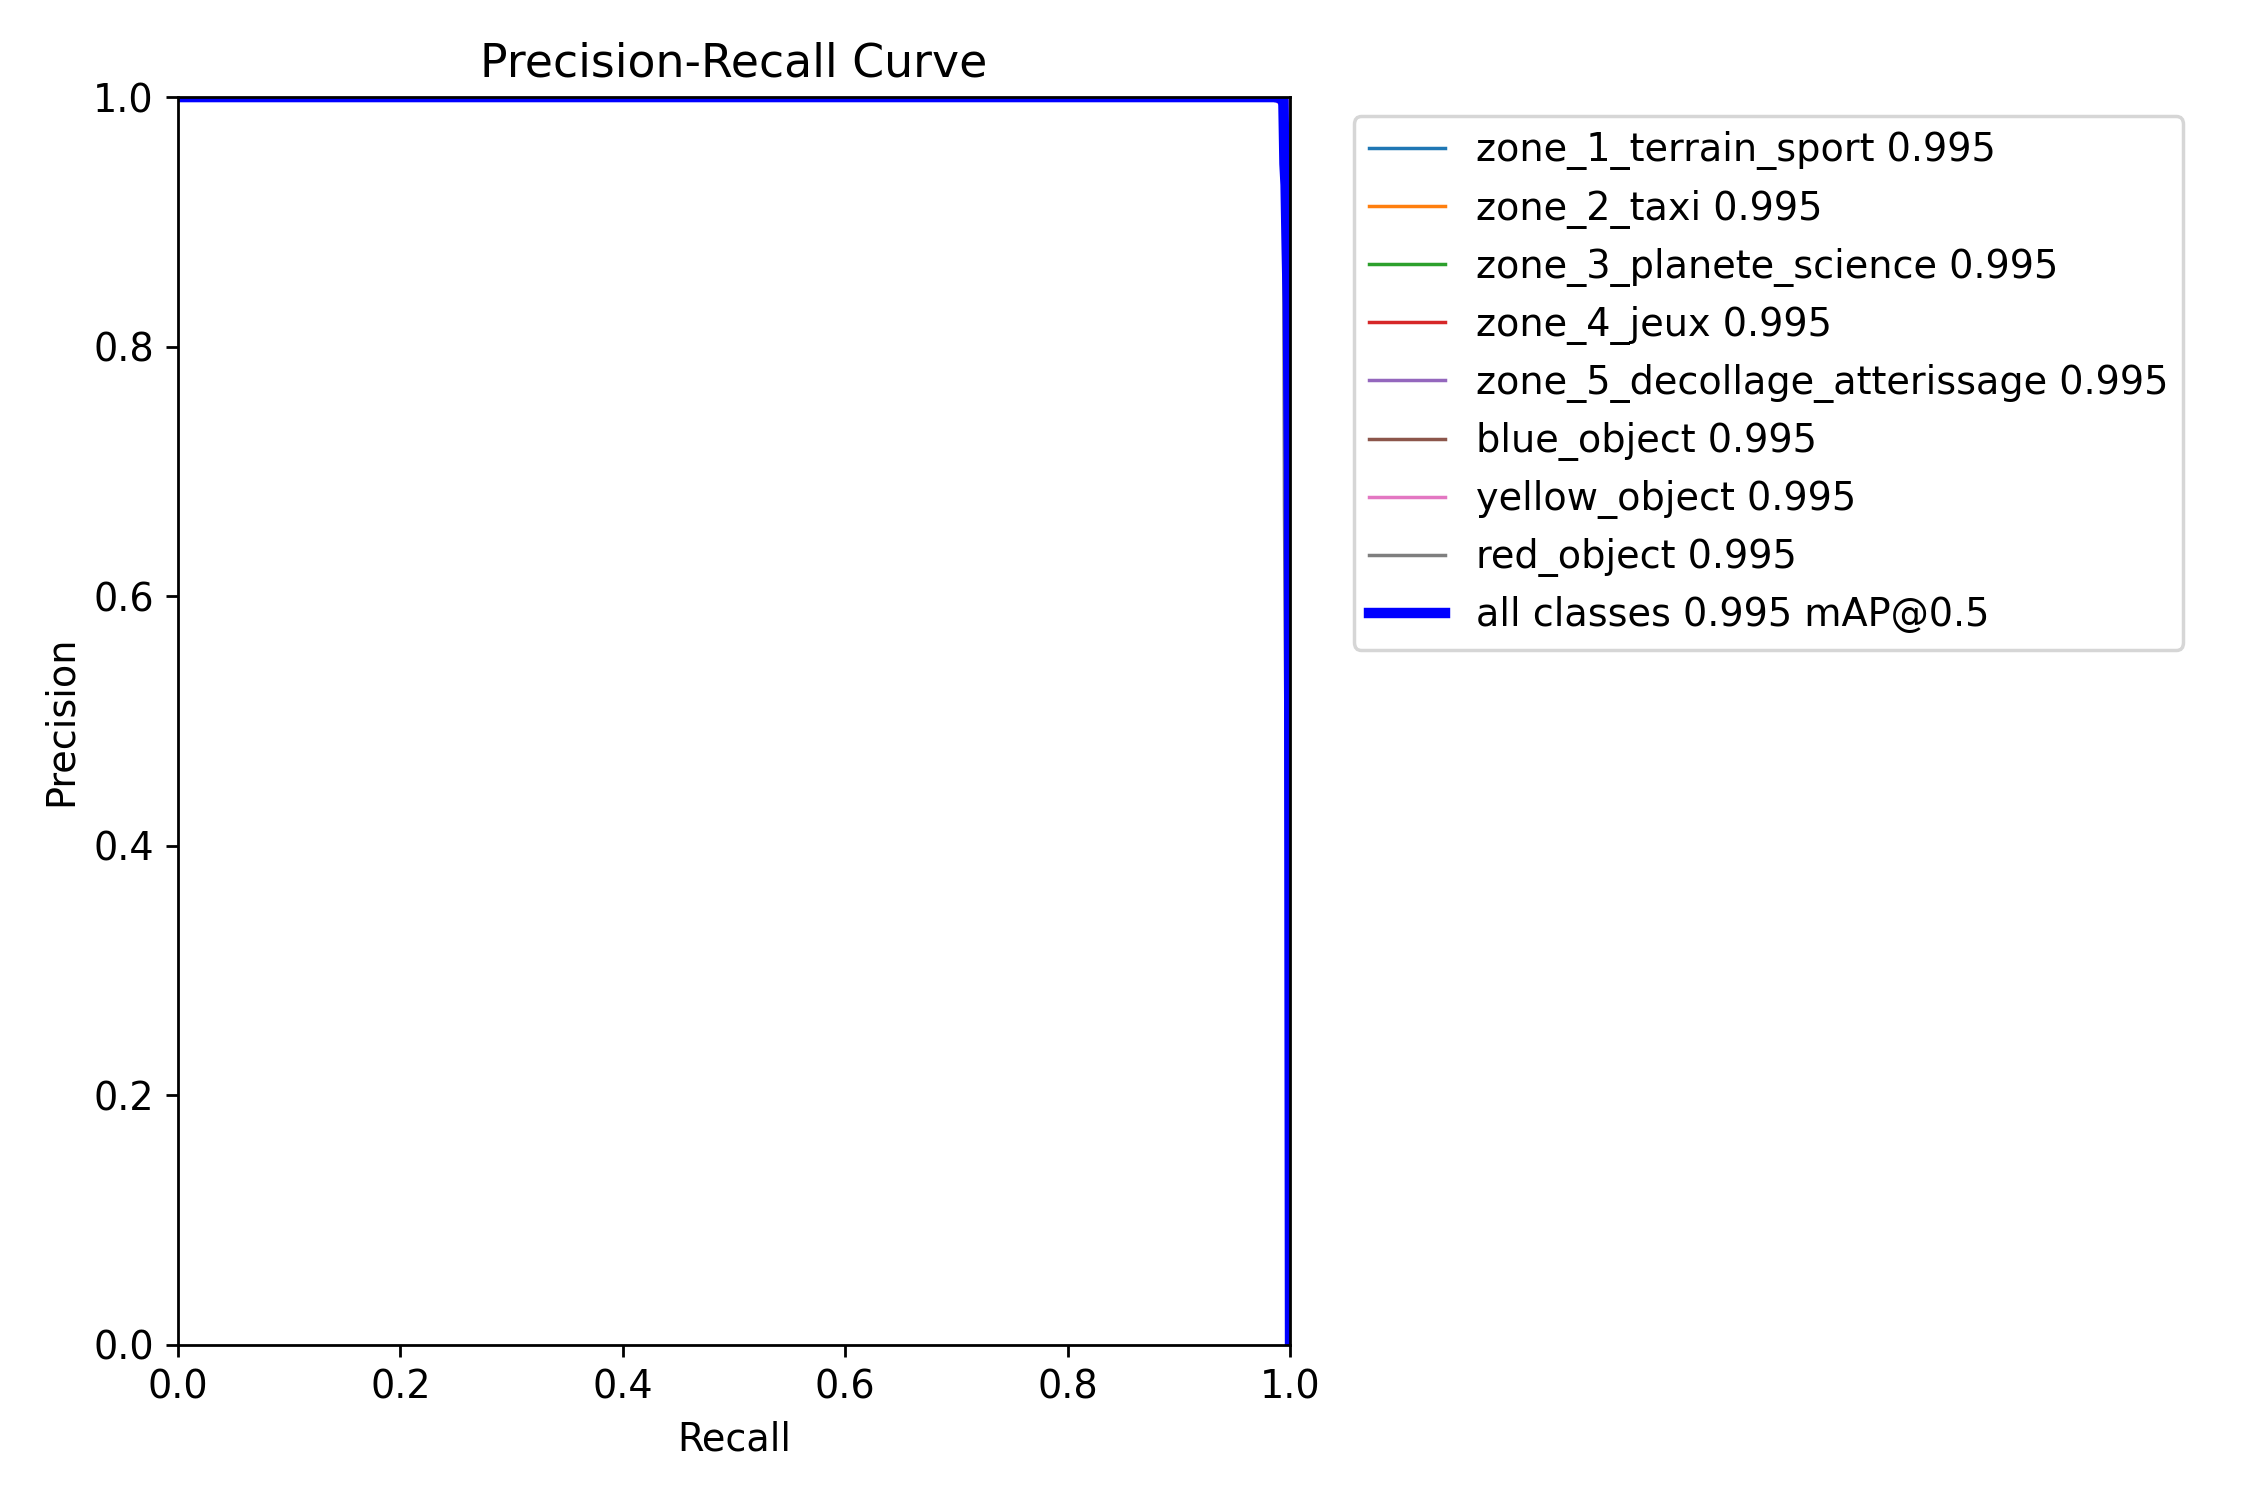 Precision-Recall Curve
1.0
0.8
0.6
0.4
0.2
0.0
Precision
0.0 0.2 0.4 0.6 0.8 1.0
Recall
zone_1_terrain_sport 0.995
zone_2_taxi 0.995
zone_3_planete_science 0.995
zone_4_jeux 0.995
zone_5_decollage_atterissage 0.995
blue_object 0.995
yellow_object 0.995
red_object 0.995
all classes 0.995 mAP@0.5